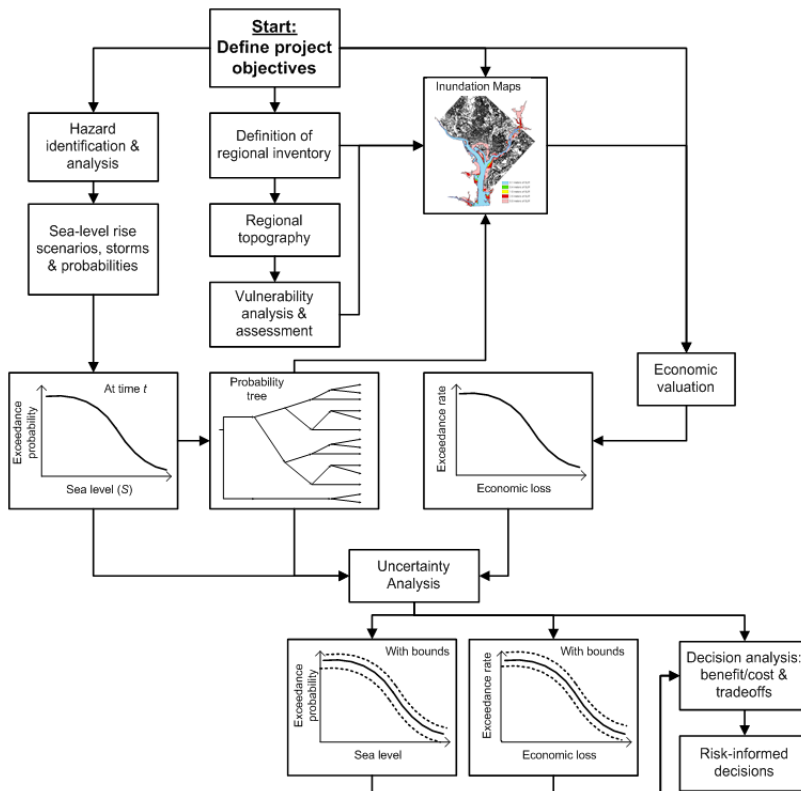 Start:
Define project
objectives
Inundation Maps
Hazard
identification &
analysis
Definition of
regional inventory
Sea-level rise
scenarios, storms
& probabilities
Regional
topography
Vulnerability
analysis &
assessment
Economic
valuation
At time t
Exceedance
probability
Sea level (S)
Probability
tree
Exceedance rate
Economic loss
Uncertainty
Analysis
With bounds
Exceedance
probability
Sea level
With bounds
Exceedance rate
Economic loss
Decision analysis:
benefit/cost &
tradeoffs
Risk-informed
decisions